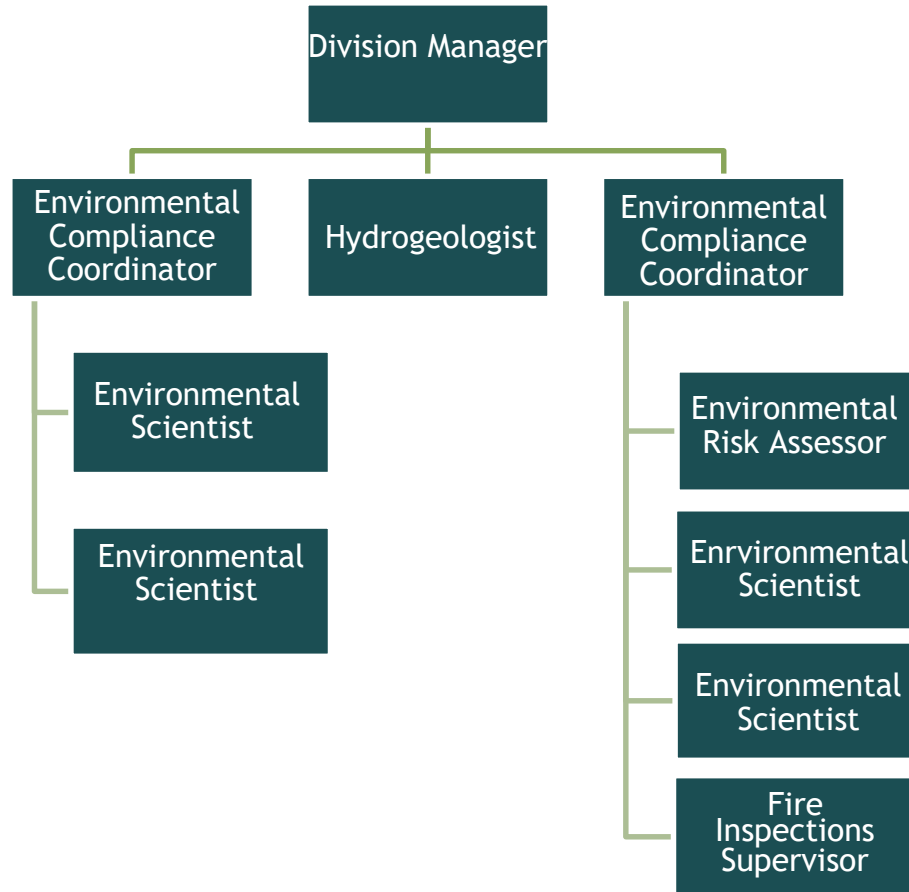 Division Manager
Environmental
Compliance
Coordinator
Hydrogeologist
Environmental
Compliance
Coordinator
Environmental
Scientist
Environmental
Scientist
Environmental
Risk Assessor
Enrvironmental
Scientist
Environmental
Scientist
Fire
Inspections
Supervisor